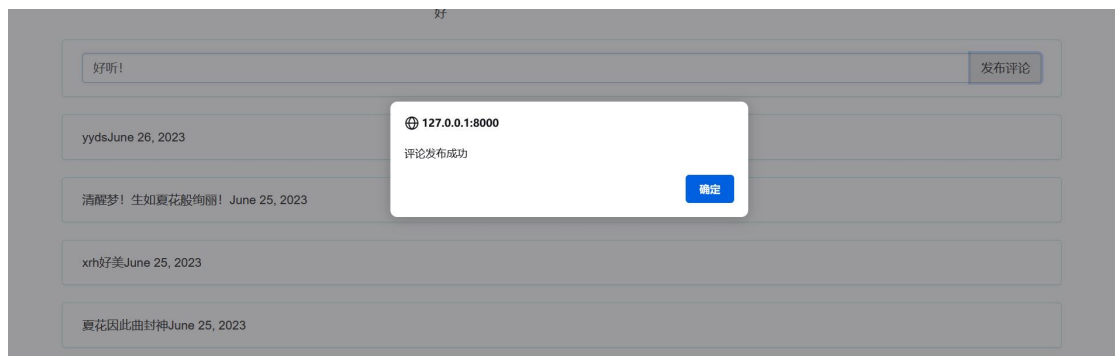 好
好听！
发布评论
127.0.0.1:8000
评论发布成功
确定
yydsJune 26, 2023
清醒梦！生如夏花般绚丽！June 25, 2023
xrh好美June 25, 2023
夏花因此曲封神June 25, 2023